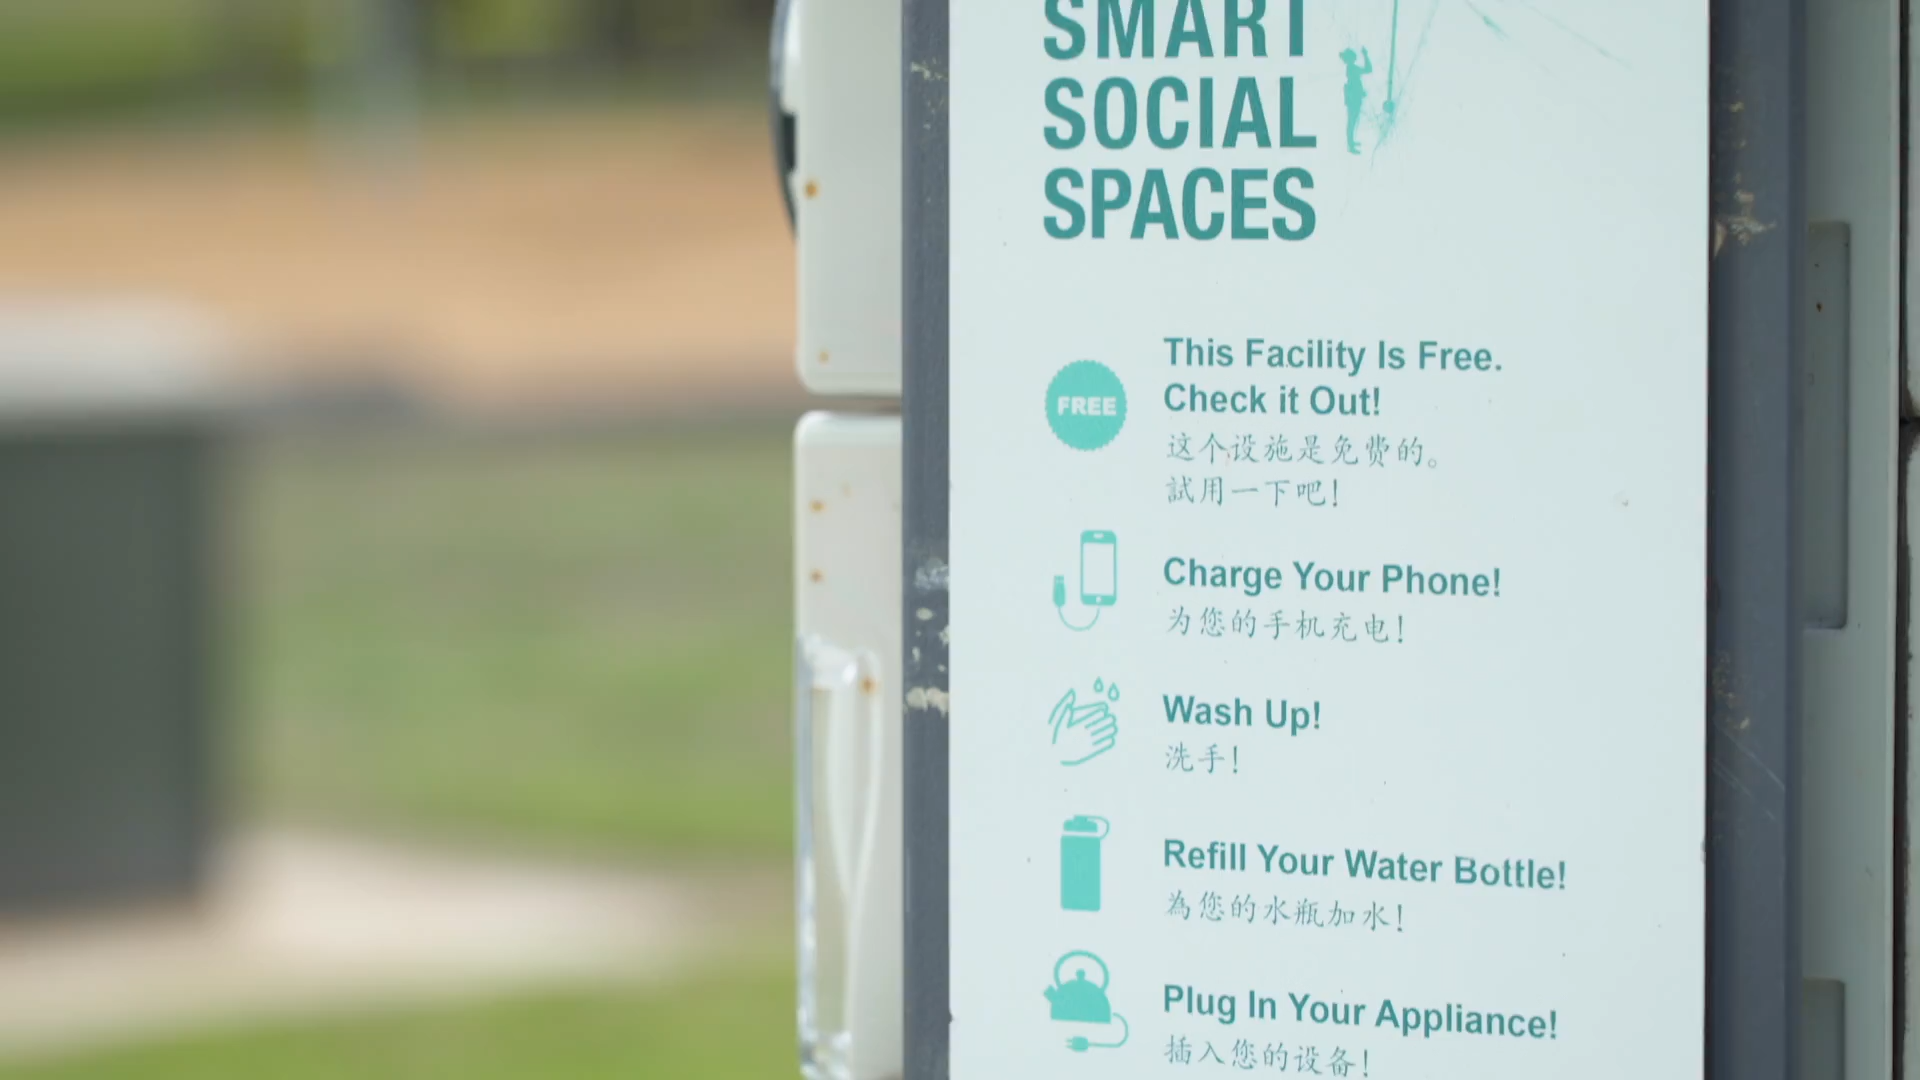 SMART
SOCIAL
SPACES
FREE
This Facility Is Free.
Check it Out!
这个设施是免费的。
試用一下吧!
Charge Your Phone!
为您的手机充电!
Wash Up!
洗手!
Refill Your Water Bottle!
為您的水瓶加水!
Plug In Your Appliance!
插入您的设备!